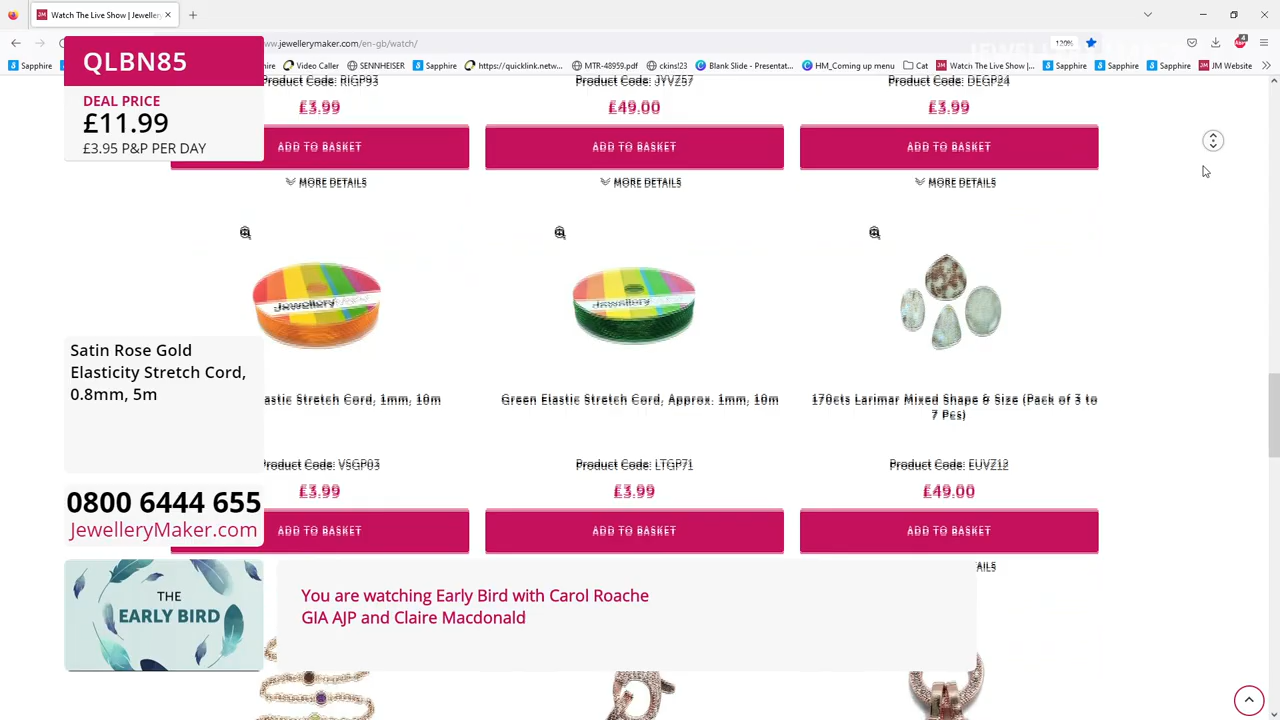 Watch The Live Show | Jeweller
www.jewellerymaker.com/en-gb/watch/
120%
4
Sapphire
Video Caller
SENNHEISER
Sapphire
https://quicklink.netw...
MTR-48959.pdf
ckins!23
Blank Slide - Presentat...
HM_Coming up menu
Cat
Watch The Live Show |...
Sapphire
Sapphire
Sapphire
JM Website
JEWELLERYMAKER
QLBN85
DEAL PRICE
£11.99
£3.95 P&P PER DAY
Product Code: RIGP93
£3.99
ADD TO BASKET
MORE DETAILS
Product Code: JYVZ57
£49.00
ADD TO BASKET
MORE DETAILS
Product Code: DEGP24
£3.99
ADD TO BASKET
MORE DETAILS
Jewellery
Jewellery
Satin Rose Gold
Elasticity Stretch Cord,
0.8mm, 5m
astic Stretch Cord, 1mm, 10m
Product Code: VSGP03
£3.99
ADD TO BASKET
Green Elastic Stretch Cord, Approx. 1mm, 10m
Product Code: LTGP71
£3.99
ADD TO BASKET
170cts Larimar Mixed Shape & Size (Pack of 3 to
7 Pcs)
Product Code: EUVZ12
£49.00
ADD TO BASKET
AILS
0800 6444 655
JewelleryMaker.com
THE
EARLY BIRD
You are watching Early Bird with Carol Roache
GIA AJP and Claire Macdonald